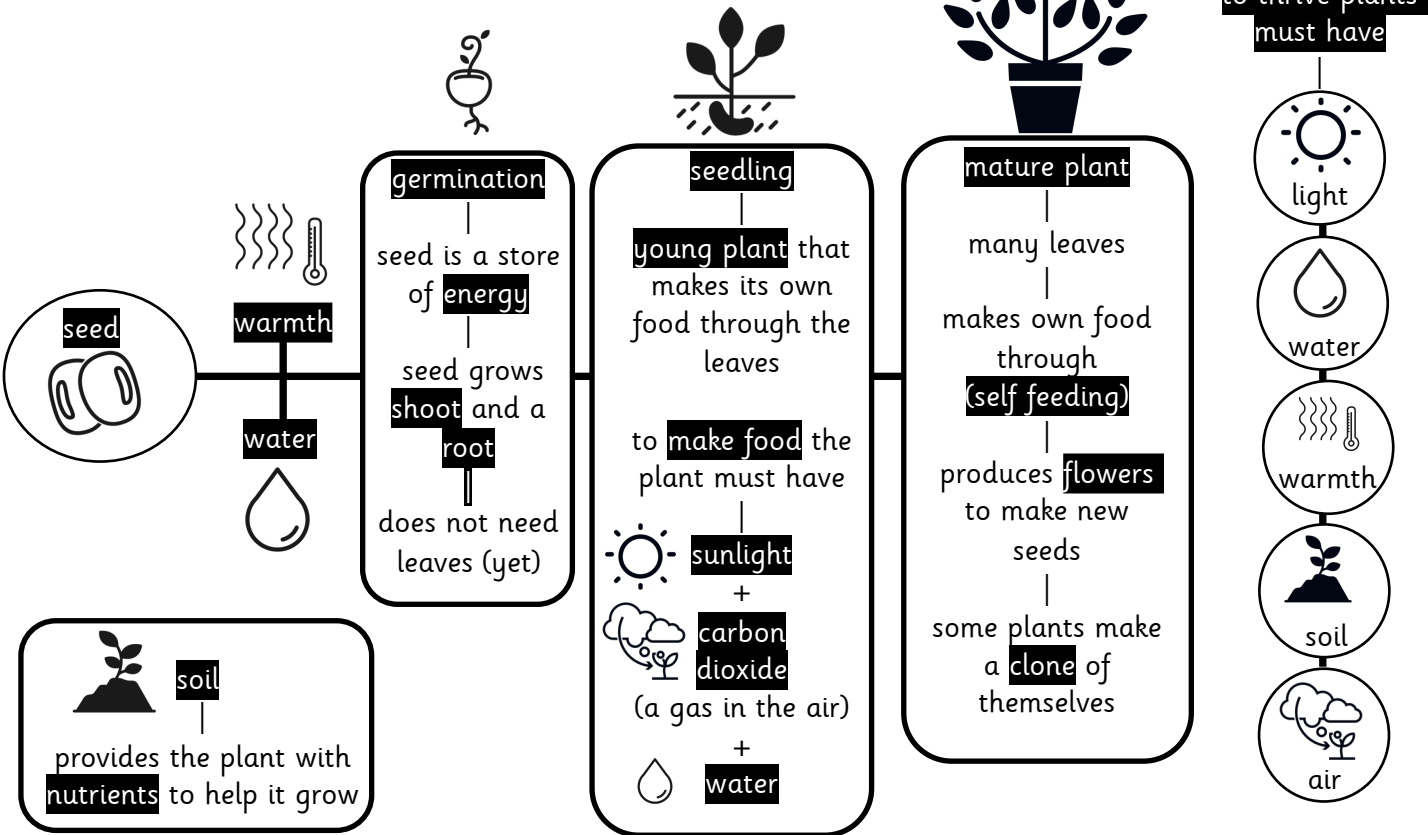 seed
warmth
water
germination
seed is a store
of energy
seed grows
shoot and a
root
does not need
leaves (yet)
soil
provides the plant with
nutrients to help it grow
seedling
young plant that
makes its own
food through the
leaves
to make food the
plant must have
sunlight
+
carbon
dioxide
(a gas in the air)
+
water
mature plant
many leaves
makes own food
through
(self feeding)
produces flowers
to make new
seeds
some plants make
a clone of
themselves
to thrive plants
must have
light
water
warmth
soil
air